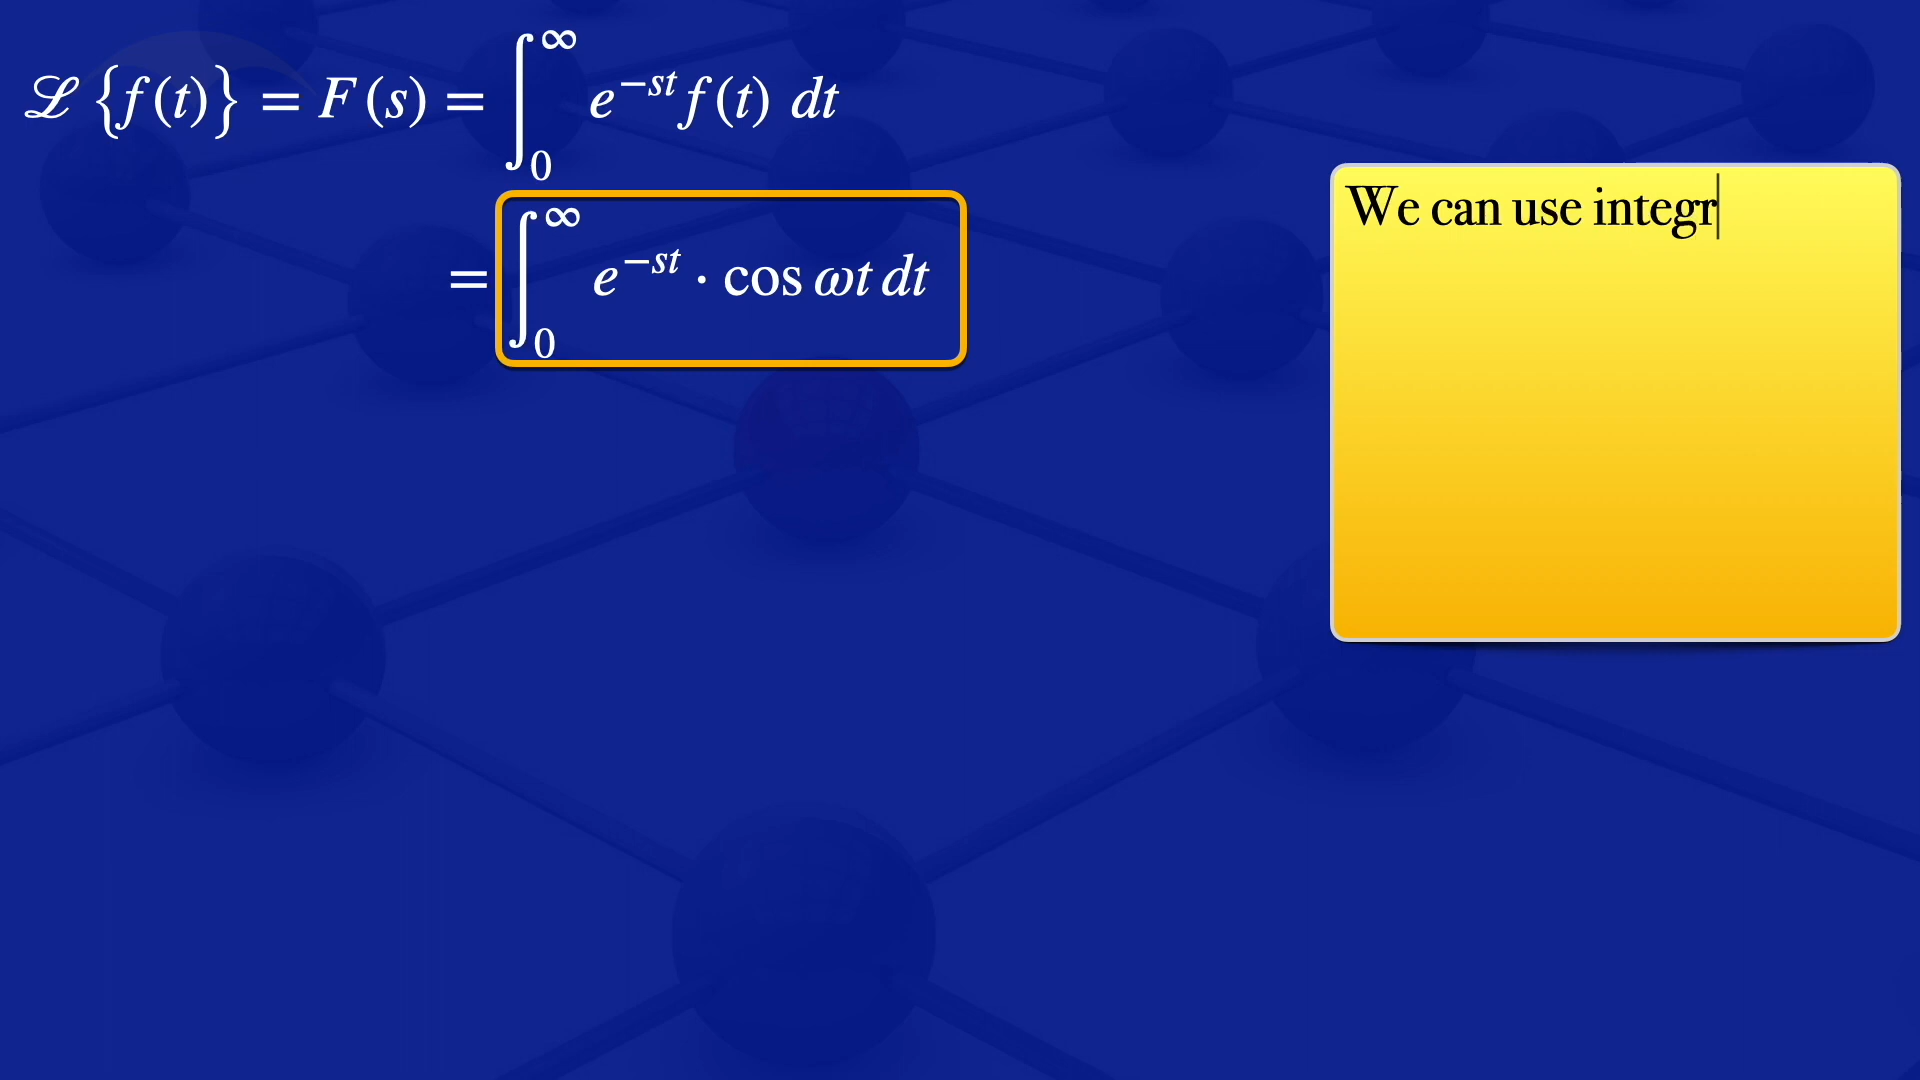 ℒ {f(t)} = F(s) = ∫₀^∞ e^{−st} f(t) dt
= ∫₀^∞ e^{−st} · cos ωt dt
We can use integr